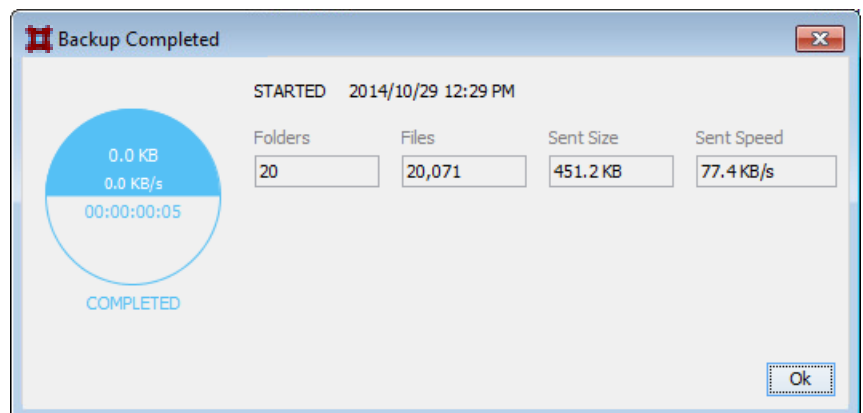 Backup Completed
STARTED 2014/10/29 12:29 PM
Folders Files Sent Size Sent Speed
20 20,071 451.2 KB 77.4 KB/s
0.0 KB
0.0 KB/s
00:00:00:05
COMPLETED
Ok